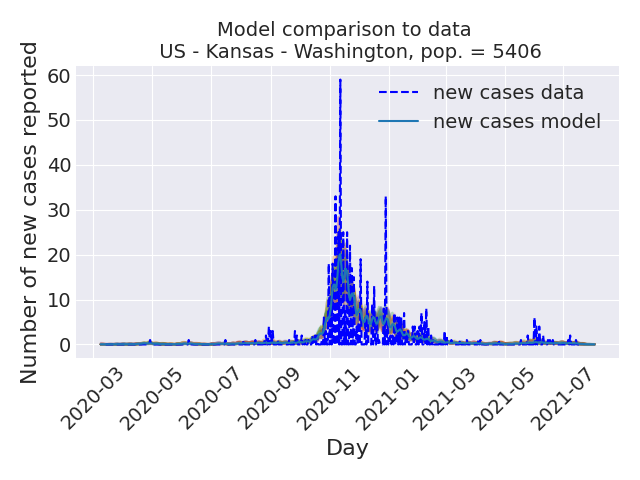 Model comparison to data
US - Kansas - Washington, pop. = 5406
Number of new cases reported
60
50
40
30
20
10
0
new cases data
new cases model
2020-03
2020-05
2020-07
2020-09
2020-11
2021-01
2021-03
2021-05
2021-07
Day